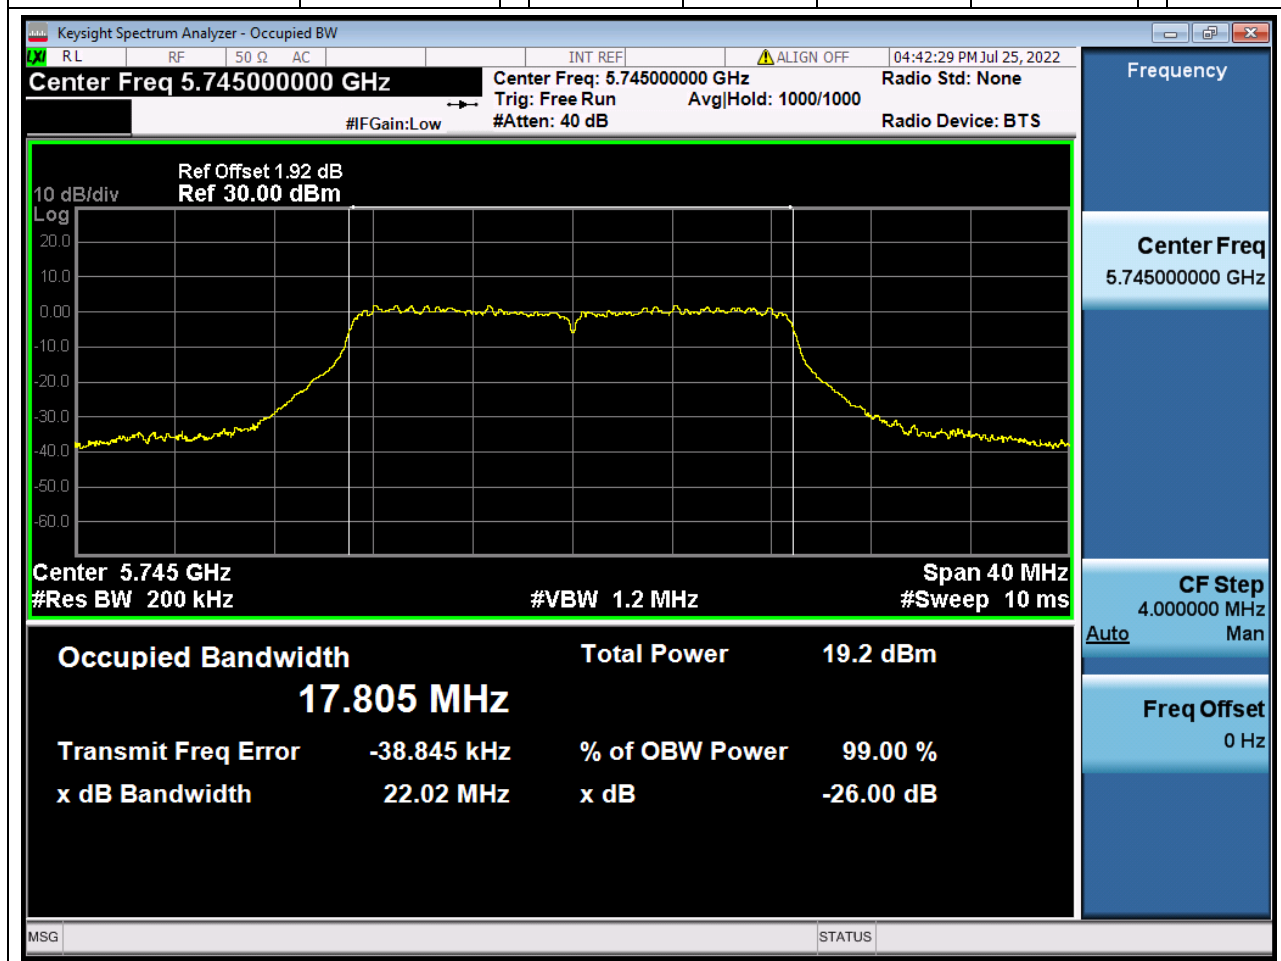 Keysight Spectrum Analyzer - Occupied BW
LXI RL RF 50 Ω AC INT REF ALIGN OFF 04:42:29 PM Jul 25, 2022
Center Freq 5.745000000 GHz
Center Freq: 5.745000000 GHz Radio Std: None
Trig: Free Run Avg|Hold: 1000/1000
#IFGain:Low #Atten: 40 dB Radio Device: BTS
Ref Offset 1.92 dB
10 dB/div Ref 30.00 dBm
Log
20.0
10.0
0.00
-10.0
-20.0
-30.0
-40.0
-50.0
-60.0
Center 5.745 GHz Span 40 MHz
#Res BW 200 kHz #VBW 1.2 MHz #Sweep 10 ms
Occupied Bandwidth Total Power 19.2 dBm
17.805 MHz
Transmit Freq Error -38.845 kHz % of OBW Power 99.00 %
x dB Bandwidth 22.02 MHz x dB -26.00 dB
MSG STATUS
Frequency
Center Freq
5.745000000 GHz
CF Step
4.000000 MHz
Auto Man
Freq Offset
0 Hz